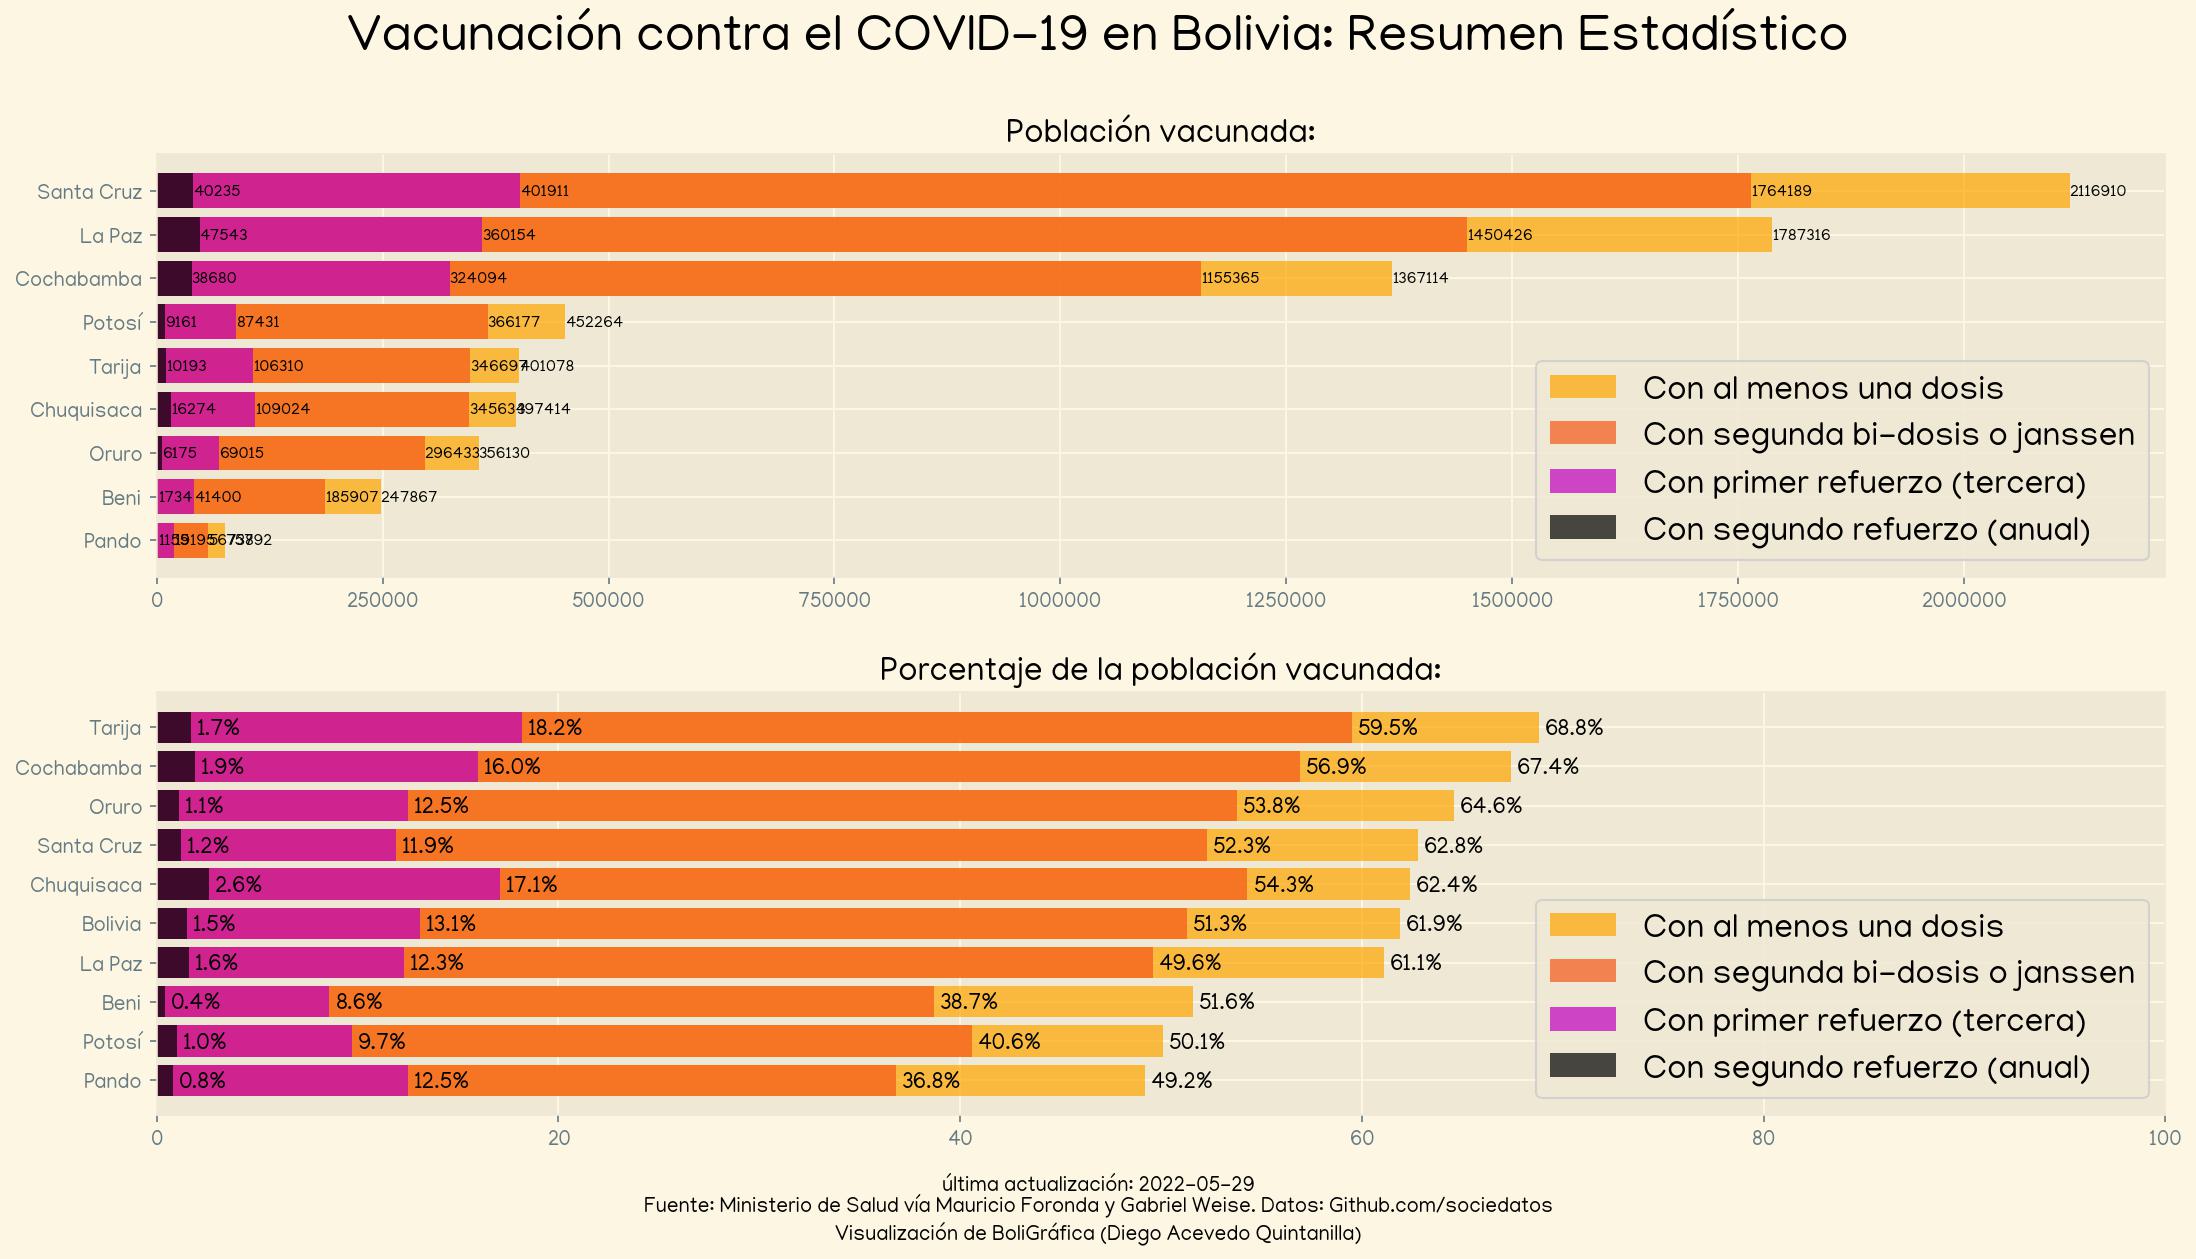 Vacunación contra el COVID-19 en Bolivia: Resumen Estadístico
Población vacunada:
Santa Cruz 40235 401911 1764189 2116910
La Paz 47543 360154 1450426 1787316
Cochabamba 38680 324094 1155365 1367114
Potosí 9161 87431 366177 452264
Tarija 10193 106310 346697 401078
Chuquisaca 16274 109024 397414
Oruro 6175 69015 296433 356130
Beni 1734 41400 185907 247867
Pando
Con al menos una dosis
Con segunda bi-dosis o janssen
Con primer refuerzo (tercera)
Con segundo refuerzo (anual)
0 250000 500000 750000 1000000 1250000 1500000 1750000 2000000
Porcentaje de la población vacunada:
Tarija 1.7% 18.2% 59.5% 68.8%
Cochabamba 1.9% 16.0% 56.9% 67.4%
Oruro 1.1% 12.5% 53.8% 64.6%
Santa Cruz 1.2% 11.9% 52.3% 62.8%
Chuquisaca 2.6% 17.1% 54.3% 62.4%
Bolivia 1.5% 13.1% 51.3% 61.9%
La Paz 1.6% 12.3% 49.6% 61.1%
Beni 0.4% 8.6% 38.7% 51.6%
Potosí 1.0% 9.7% 40.6% 50.1%
Pando 0.8% 12.5% 36.8% 49.2%
Con al menos una dosis
Con segunda bi-dosis o janssen
Con primer refuerzo (tercera)
Con segundo refuerzo (anual)
0 20 40 60 80 100
última actualización: 2022-05-29
Fuente: Ministerio de Salud vía Mauricio Foronda y Gabriel Weise. Datos: Github.com/sociedatos
Visualización de BoliGráfica (Diego Acevedo Quintanilla)